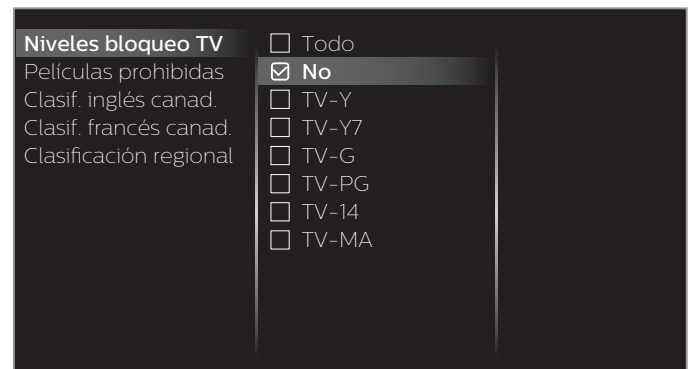 Niveles bloqueo TV
Películas prohibidas
Clasif. inglés canad.
Clasif. francés canad.
Clasificación regional
Todo
No
TV-Y
TV-Y7
TV-G
TV-PG
TV-14
TV-MA